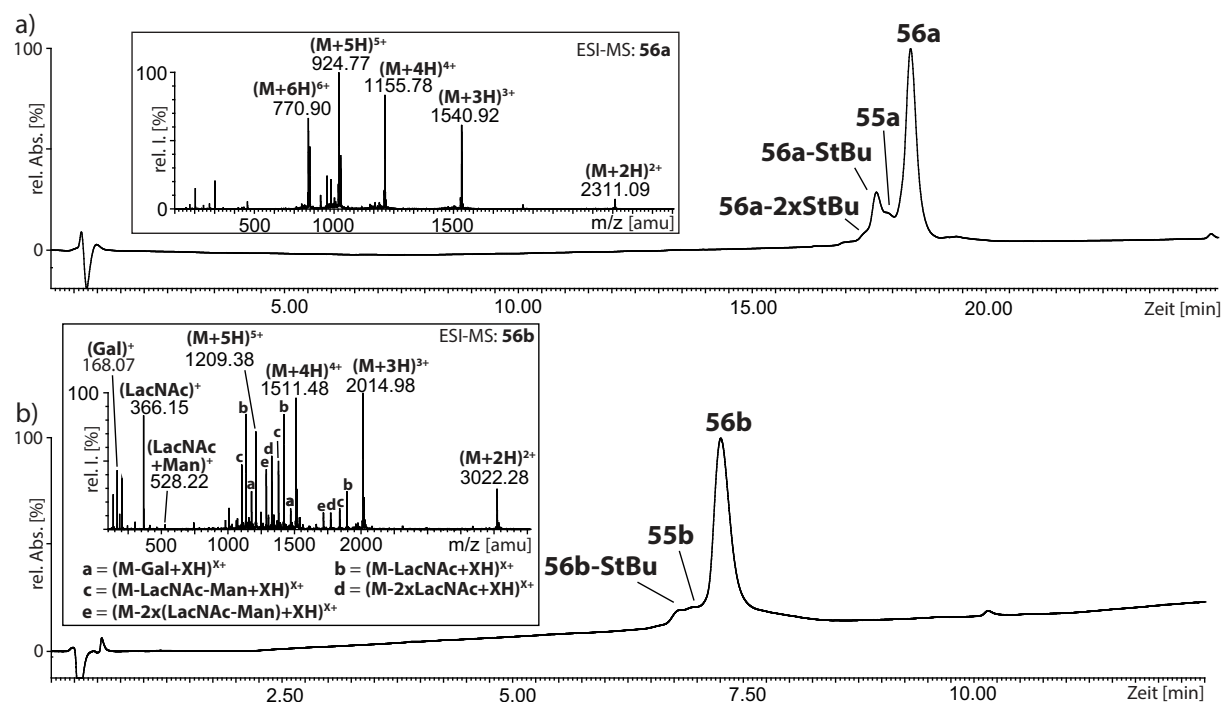 a)
100
0
rel. Abs. [%]
ESI-MS: 56a
100
0
rel. I. [%]
(M+6H)⁶⁺
770.90
(M+5H)⁵⁺
924.77
(M+4H)⁴⁺
1155.78
(M+3H)³⁺
1540.92
(M+2H)²⁺
2311.09
500 1000 1500 m/z [amu]
56a
55a
56a-StBu
56a-2xStBu
5.00 10.00 15.00 20.00 Zeit [min]
b)
100
0
rel. Abs. [%]
ESI-MS: 56b
100
0
rel. I. [%]
(Gal)⁺
168.07
(LacNAc)⁺
366.15
(LacNAc
+Man)⁺
528.22
(M+5H)⁵⁺
1209.38
(M+4H)⁴⁺
1511.48
(M+3H)³⁺
2014.98
(M+2H)²⁺
3022.28
c b a e d c b a e d c b
500 1000 1500 2000 m/z [amu]
a = (M-Gal+XH)ˣ⁺ b = (M-LacNAc+XH)ˣ⁺
c = (M-LacNAc-Man+XH)ˣ⁺ d = (M-2xLacNAc+XH)ˣ⁺
e = (M-2x(LacNAc-Man)+XH)ˣ⁺
56b
55b
56b-StBu
2.50 5.00 7.50 10.00 Zeit [min]